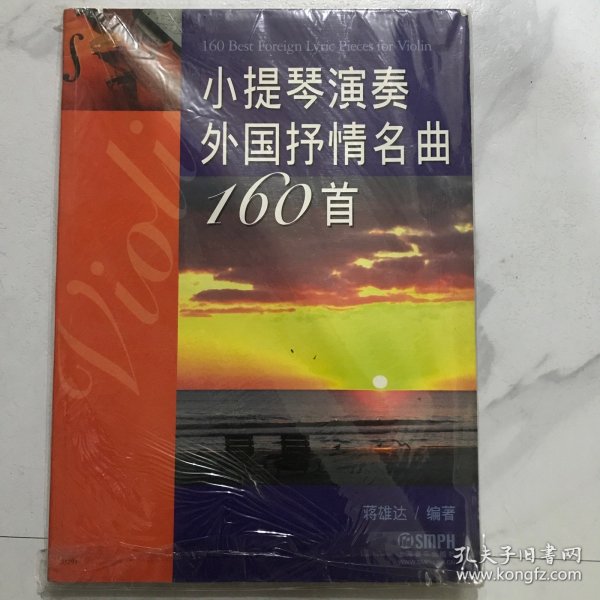 160 Best Foreign Lyric Pieces for Violin
小提琴演奏
外国抒情名曲
160首
Violin
蒋雄达 / 编著
SMPH
孔夫子旧书网
www.kongfz.com